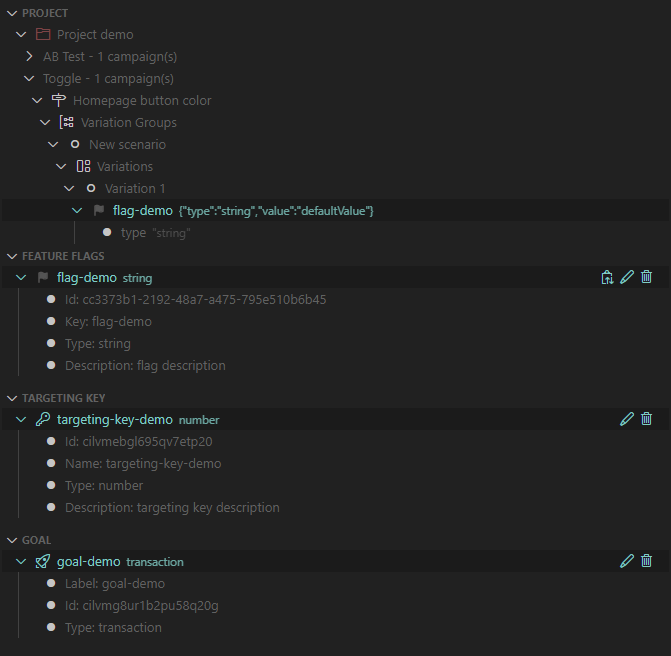 PROJECT
Project demo
AB Test - 1 campaign(s)
Toggle - 1 campaign(s)
Homepage button color
Variation Groups
New scenario
Variations
Variation 1
flag-demo {"type":"string","value":"defaultValue"}
type "string"
FEATURE FLAGS
flag-demo string
Id: cc3373b1-2192-48a7-a475-795e510b6b45
Key: flag-demo
Type: string
Description: flag description
TARGETING KEY
targeting-key-demo number
Id: cilvmebgl695qv7etp20
Name: targeting-key-demo
Type: number
Description: targeting key description
GOAL
goal-demo transaction
Label: goal-demo
Id: cilvmg8ur1b2pu58q20g
Type: transaction